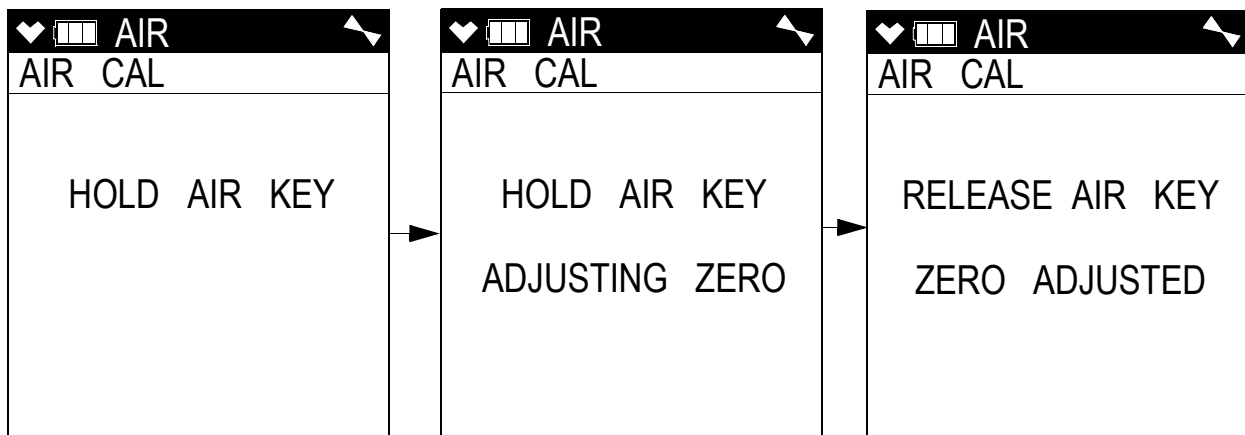 AIR
AIR CAL
HOLD AIR KEY
AIR
AIR CAL
HOLD AIR KEY
ADJUSTING ZERO
AIR
AIR CAL
RELEASE AIR KEY
ZERO ADJUSTED